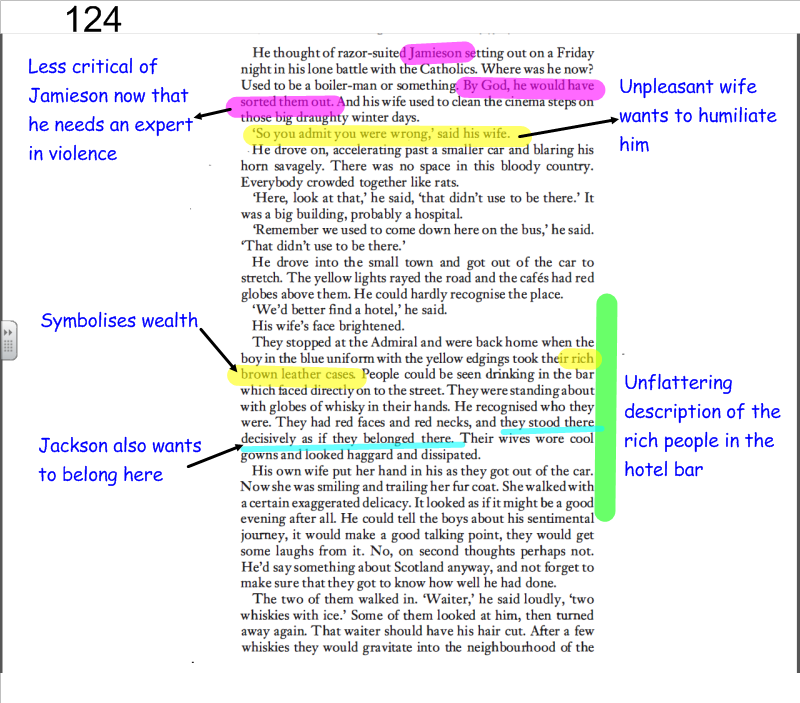 124
He thought of razor-suited Jamieson setting out on a Friday
night in his lone battle with the Catholics. Where was he now?
Used to be a boiler-man or something. By God, he would have
sorted them out. And his wife used to clean the cinema steps on
those big draughty winter days.
'So you admit you were wrong,' said his wife.
He drove on, accelerating past a smaller car and blaring his
horn savagely. There was no space in this bloody country.
Everybody crowded together like rats.
'Here, look at that,' he said, 'that didn't use to be there.' It
was a big building, probably a hospital.
'Remember we used to come down here on the bus,' he said.
'That didn't use to be there.'
He drove into the small town and got out of the car to
stretch. The yellow lights rayed the road and the cafés had red
globes above them. He could hardly recognise the place.
'We'd better find a hotel,' he said.
His wife's face brightened.
They stopped at the Admiral and were back home when the
boy in the blue uniform with the yellow edgings took their rich
brown leather cases. People could be seen drinking in the bar
which faced directly on to the street. They were standing about
with globes of whisky in their hands. He recognised who they
were. They had red faces and red necks, and they stood there
decisively as if they belonged there. Their wives wore cool
gowns and looked haggard and dissipated.
His own wife put her hand in his as they got out of the car.
Now she was smiling and trailing her fur coat. She walked with
a certain exaggerated delicacy. It looked as if it might be a good
evening after all. He could tell the boys about his sentimental
journey, it would make a good talking point, they would get
some laughs from it. No, on second thoughts perhaps not.
He'd say something about Scotland anyway, and not forget to
make sure that they got to know how well he had done.
The two of them walked in. 'Waiter,' he said loudly, 'two
whiskies with ice.' Some of them looked at him, then turned
away again. That waiter should have his hair cut. After a few
whiskies they would gravitate into the neighbourhood of the
Less critical of
Jamieson now that
he needs an expert
in violence
Unpleasant wife
wants to humiliate
him
Symbolises wealth
Jackson also wants
to belong here
Unflattering
description of the
rich people in the
hotel bar